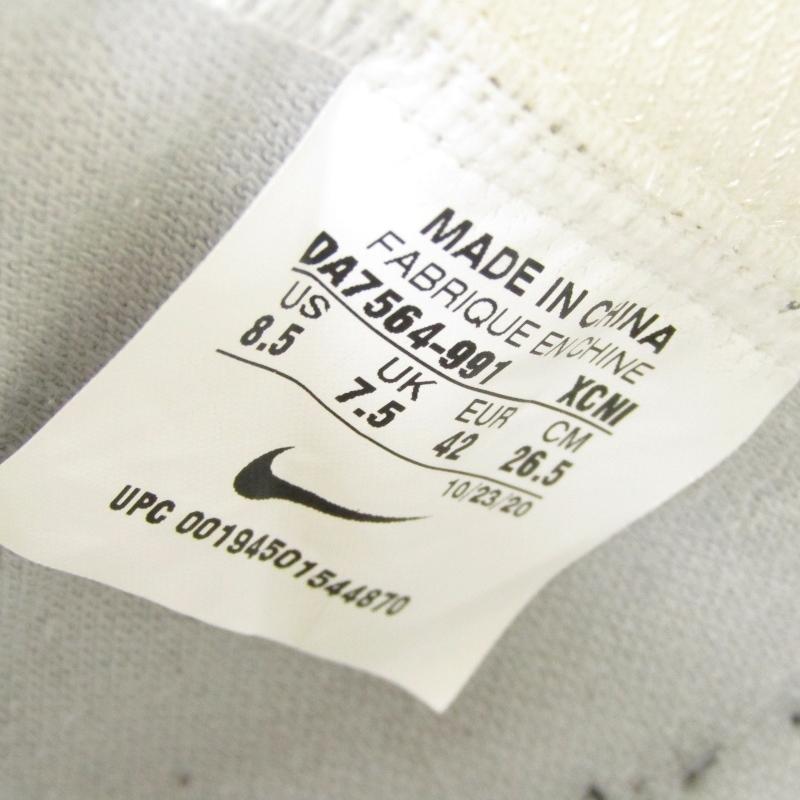 MADE IN CHINA
FABRIQUE EN CHINE
DA7564-991 XCNI
US UK EUR CM
8.5 7.5 42 26.5
10/23/20
UPC 00194501544870